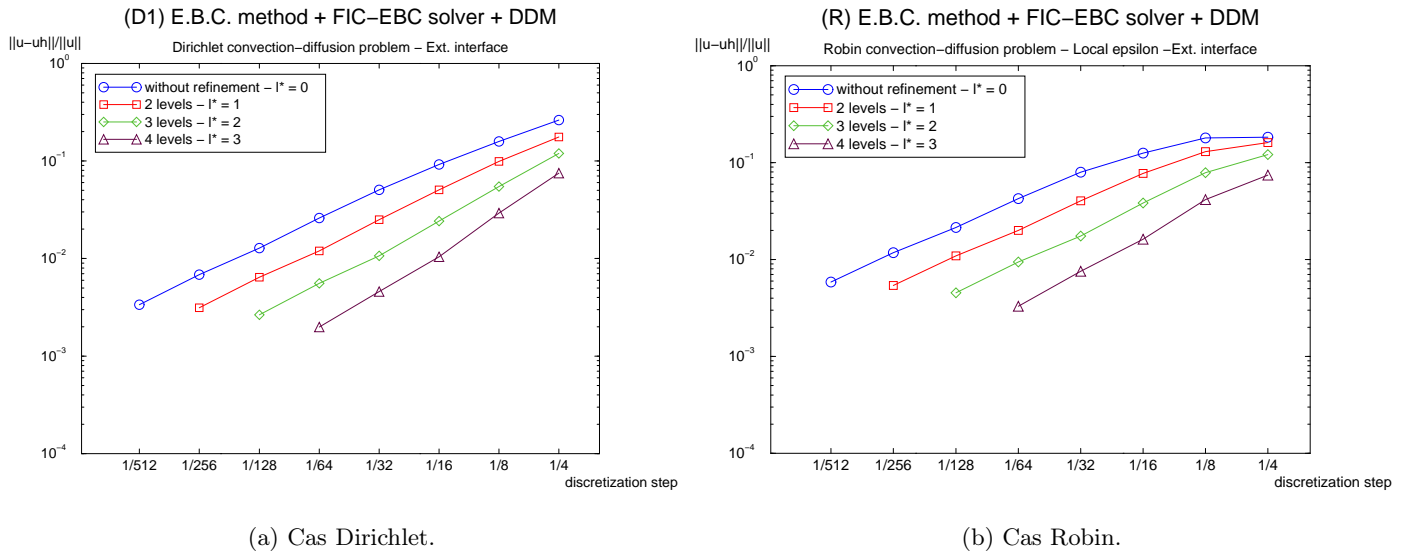 (D1) E.B.C. method + FIC−EBC solver + DDM
||u−uh||/||u||
Dirichlet convection−diffusion problem − Ext. interface
10^0
without refinement − l* = 0
2 levels − l* = 1
3 levels − l* = 2
4 levels − l* = 3
10^-1
10^-2
10^-3
10^-4
1/512 1/256 1/128 1/64 1/32 1/16 1/8 1/4
discretization step
(a) Cas Dirichlet.
(R) E.B.C. method + FIC−EBC solver + DDM
||u−uh||/||u||
Robin convection−diffusion problem − Local epsilon −Ext. interface
10^0
without refinement − l* = 0
2 levels − l* = 1
3 levels − l* = 2
4 levels − l* = 3
10^-1
10^-2
10^-3
10^-4
1/512 1/256 1/128 1/64 1/32 1/16 1/8 1/4
discretization step
(b) Cas Robin.